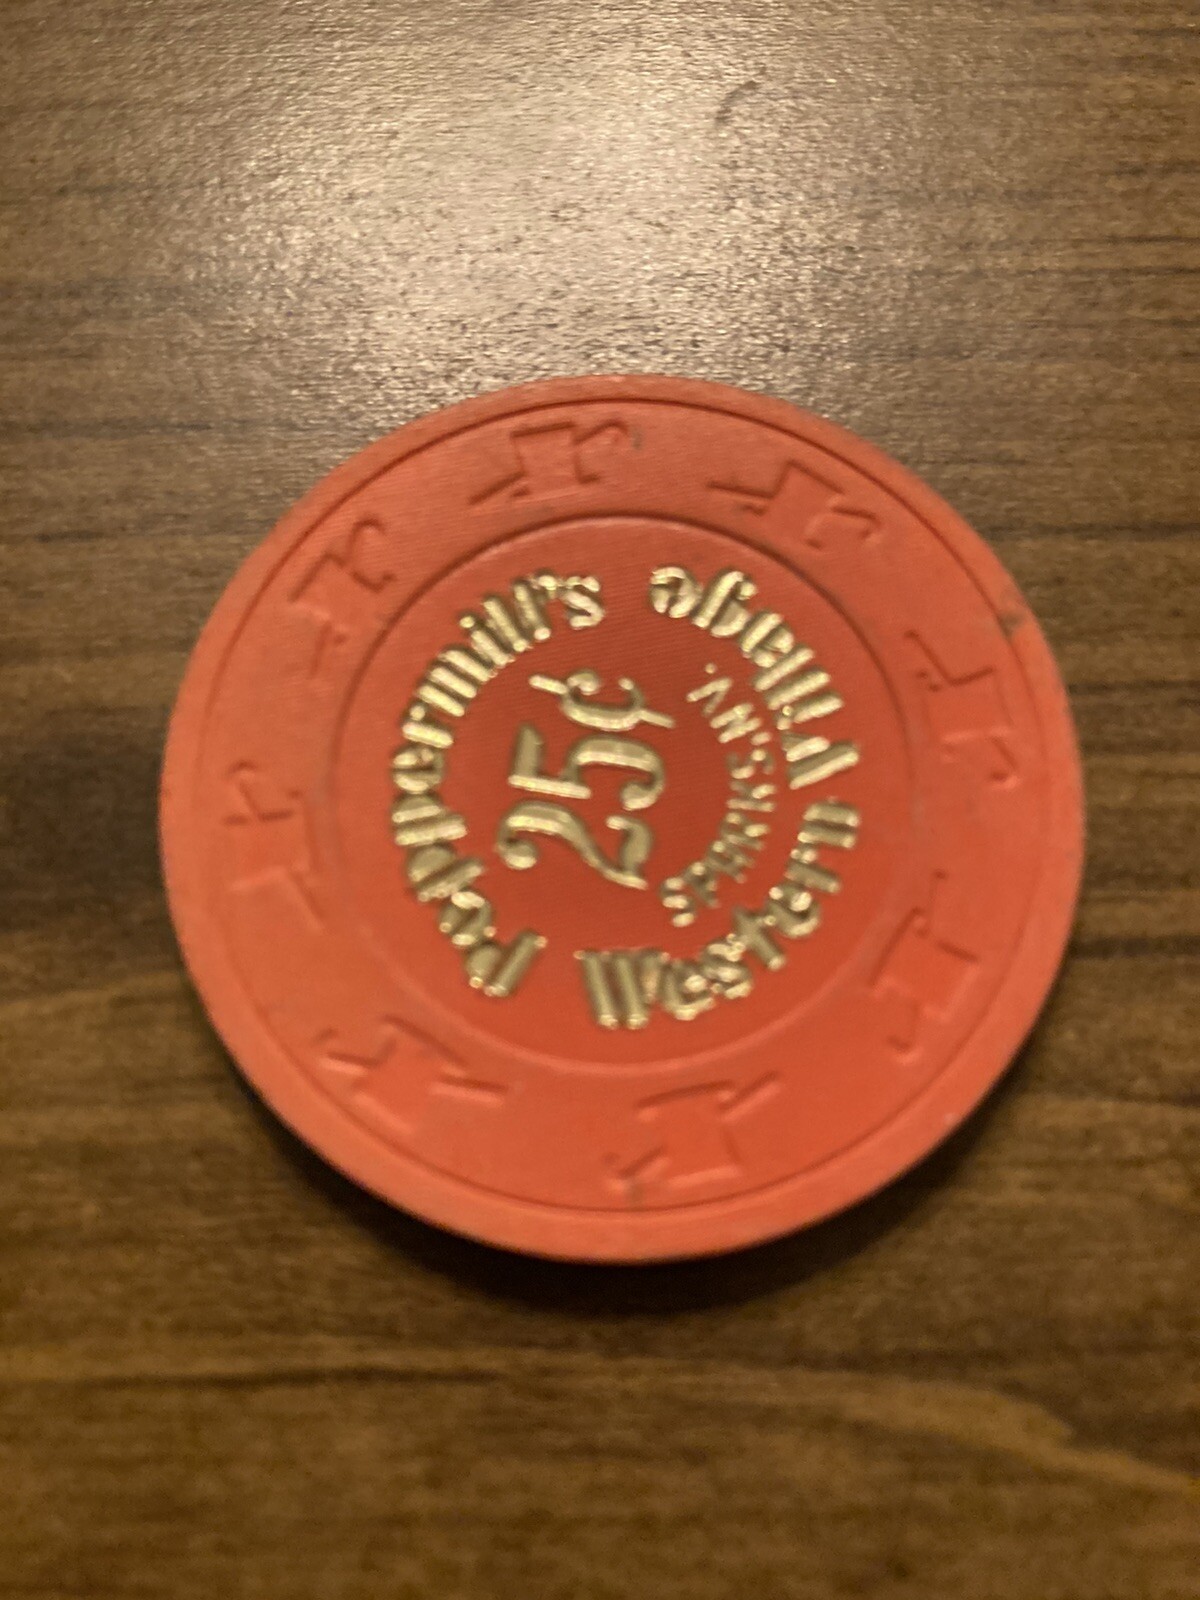 Peppermill's
25¢
SPARKS, NV.
Western Village